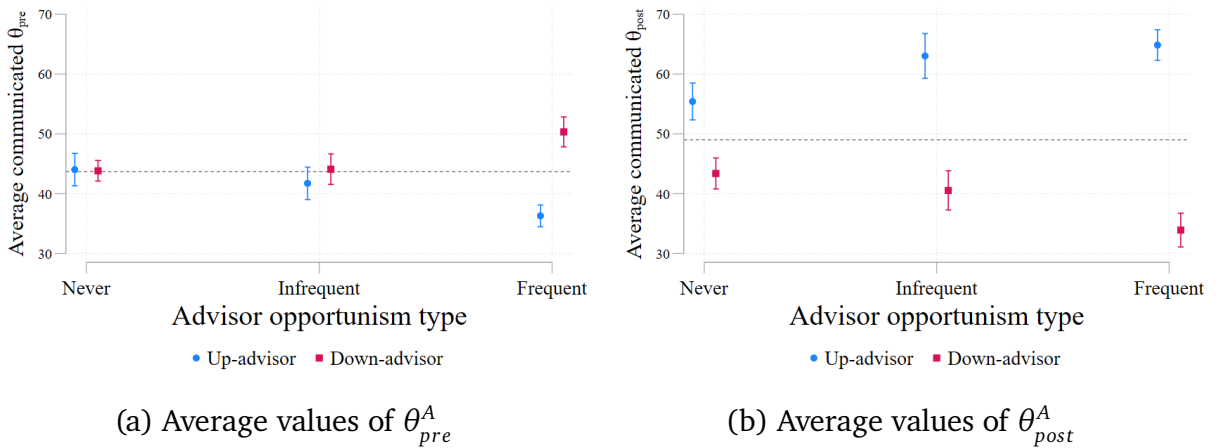 Average communicated θpre
70
60
50
40
30
Never Infrequent Frequent
Advisor opportunism type
Up-advisor Down-advisor
(a) Average values of θ^A_pre
Average communicated θpost
70
60
50
40
30
Never Infrequent Frequent
Advisor opportunism type
Up-advisor Down-advisor
(b) Average values of θ^A_post